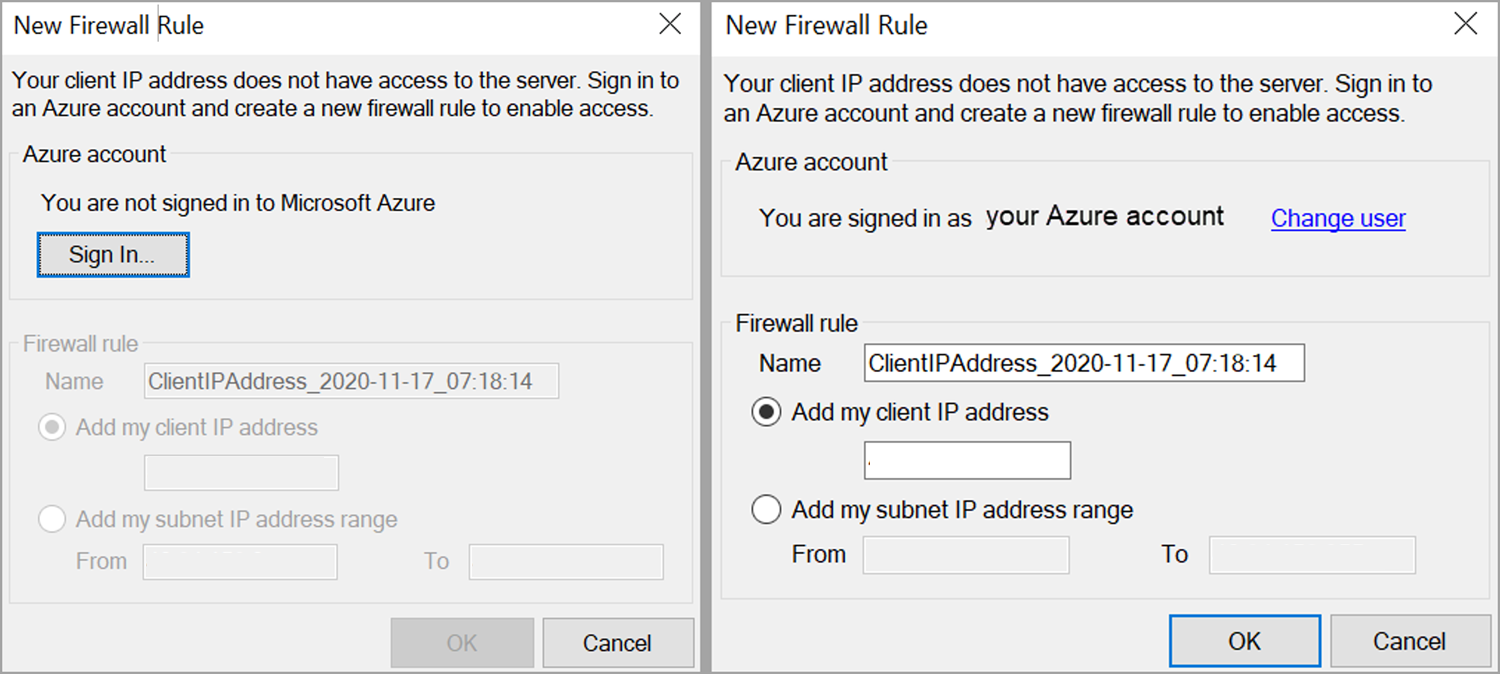 New Firewall Rule
Your client IP address does not have access to the server. Sign in to
an Azure account and create a new firewall rule to enable access.
Azure account
You are not signed in to Microsoft Azure
Sign In...
Firewall rule
Name ClientIPAddress_2020-11-17_07:18:14
Add my client IP address
Add my subnet IP address range
From To
OK Cancel
New Firewall Rule
Your client IP address does not have access to the server. Sign in to
an Azure account and create a new firewall rule to enable access.
Azure account
You are signed in as your Azure account Change user
Firewall rule
Name ClientIPAddress_2020-11-17_07:18:14
Add my client IP address
Add my subnet IP address range
From To
OK Cancel